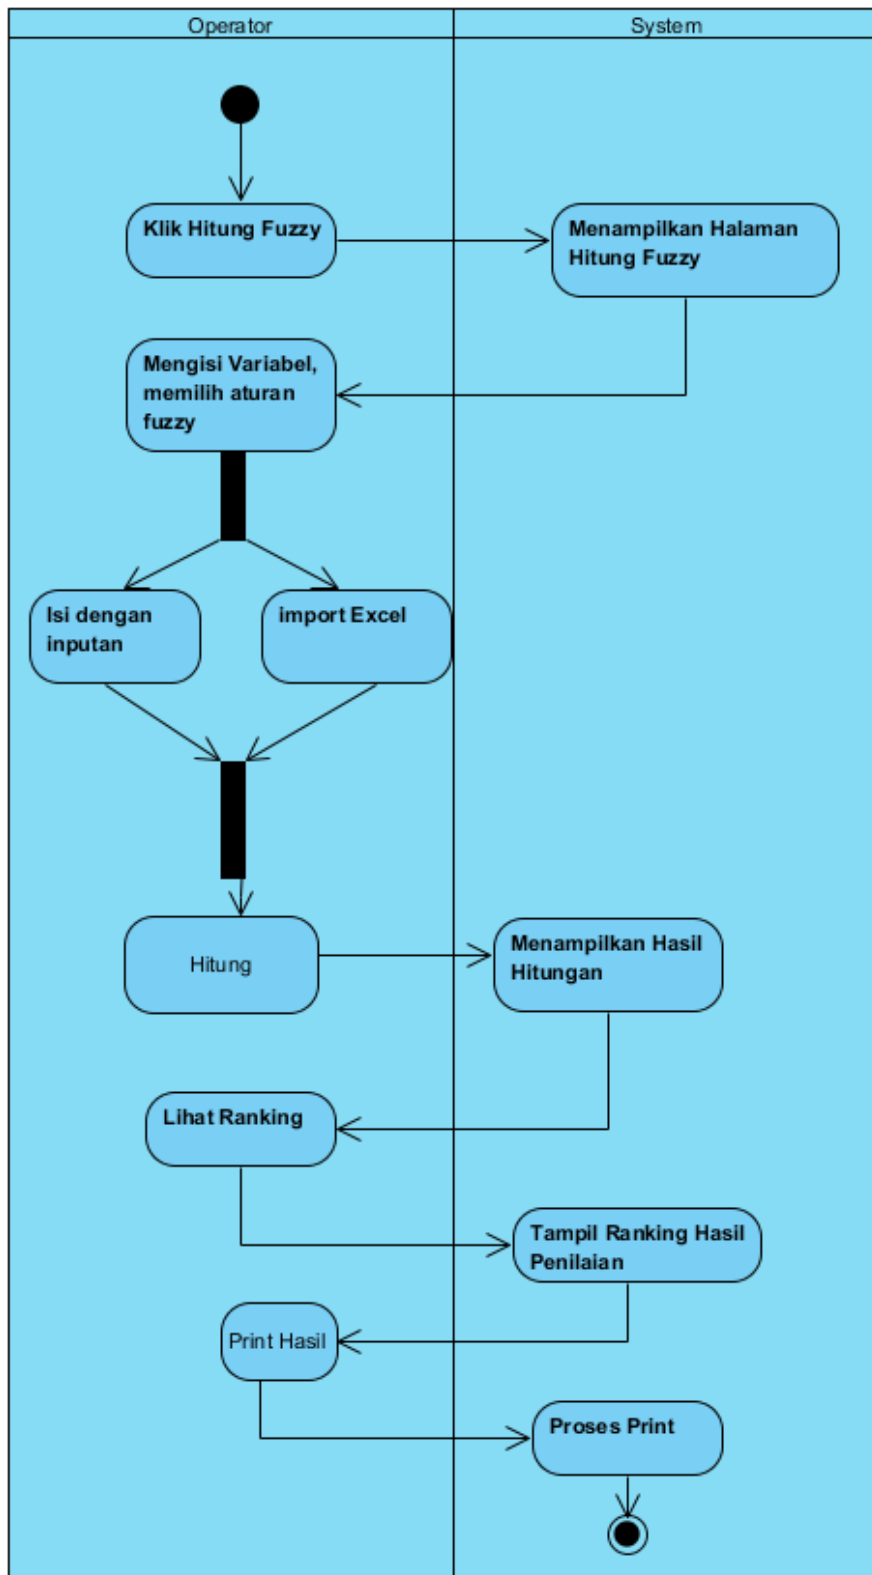 Operator
System
Klik Hitung Fuzzy
Menampilkan Halaman
Hitung Fuzzy
Mengisi Variabel,
memilih aturan
fuzzy
Isi dengan
inputan
import Excel
Hitung
Menampilkan Hasil
Hitungan
Lihat Ranking
Tampil Ranking Hasil
Penilaian
Print Hasil
Proses Print